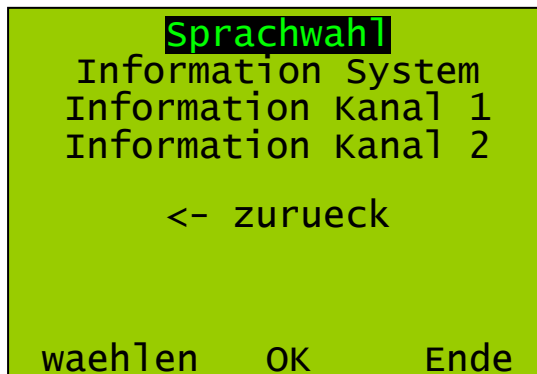 Sprachwahl
Information System
Information Kanal 1
Information Kanal 2
<- zurueck
waehlen OK Ende